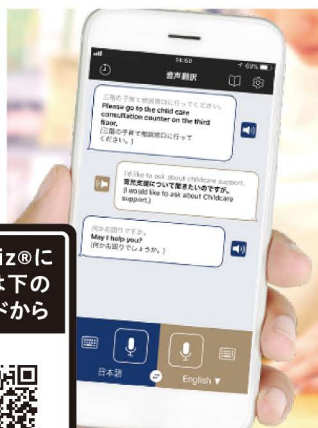 14:50
69%
音声翻訳
三階の子育て相談窓口に行ってください。
Please go to the child care
consultation counter on the third
floor.
(三階の子育て相談窓口に行って
ください。)
I'd like to ask about childcare support.
育児支援について聞きたいのですが。
(I would like to ask about Childcare
support.)
何かお困りですか。
May I help you?
(何かお困りでしょうか。)
日本語
English ▼
iz®に
は下の
ドから